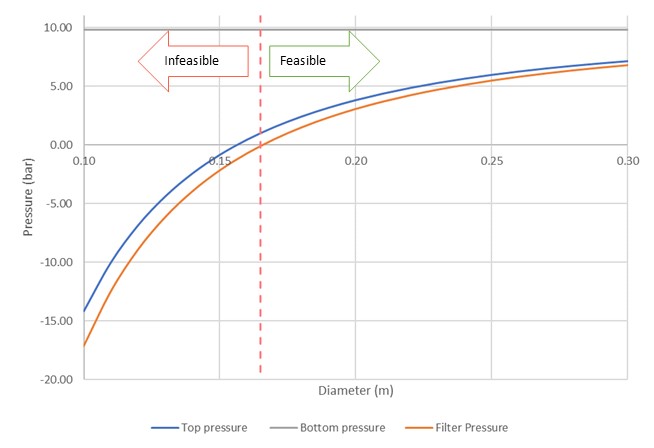 10.00
Infeasible
Feasible
5.00
0.00
0.10
0.15
0.20
0.25
0.30
-5.00
-10.00
-15.00
-20.00
Pressure (bar)
Diameter (m)
Top pressure
Bottom pressure
Filter Pressure